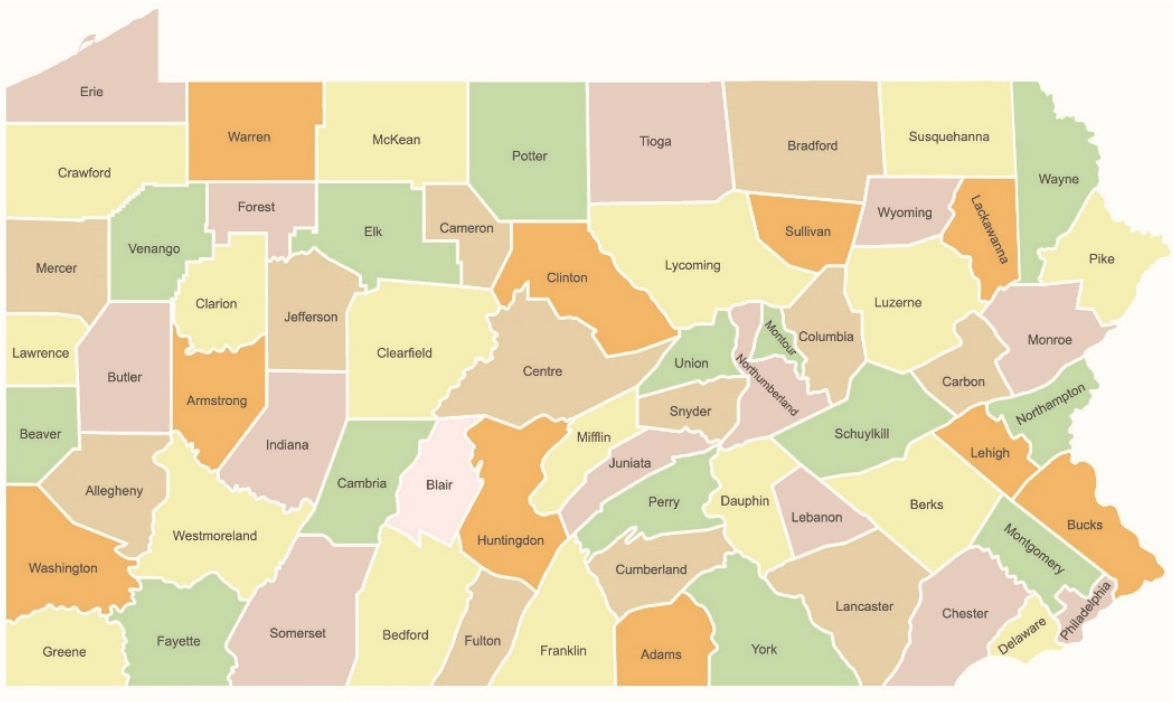 Erie
Warren
McKean
Potter
Tioga
Bradford
Susquehanna
Wayne
Crawford
Forest
Elk
Cameron
Sullivan
Wyoming
Lackawanna
Pike
Mercer
Venango
Clarion
Jefferson
Clinton
Lycoming
Luzerne
Monroe
Lawrence
Butler
Armstrong
Clearfield
Centre
Union
Northumberland
Montour
Columbia
Carbon
Northampton
Beaver
Indiana
Snyder
Mifflin
Schuylkill
Lehigh
Allegheny
Westmoreland
Cambria
Blair
Huntingdon
Juniata
Perry
Dauphin
Lebanon
Berks
Montgomery
Bucks
Washington
Cumberland
Lancaster
Chester
Philadelphia
Delaware
Greene
Fayette
Somerset
Bedford
Fulton
Franklin
Adams
York